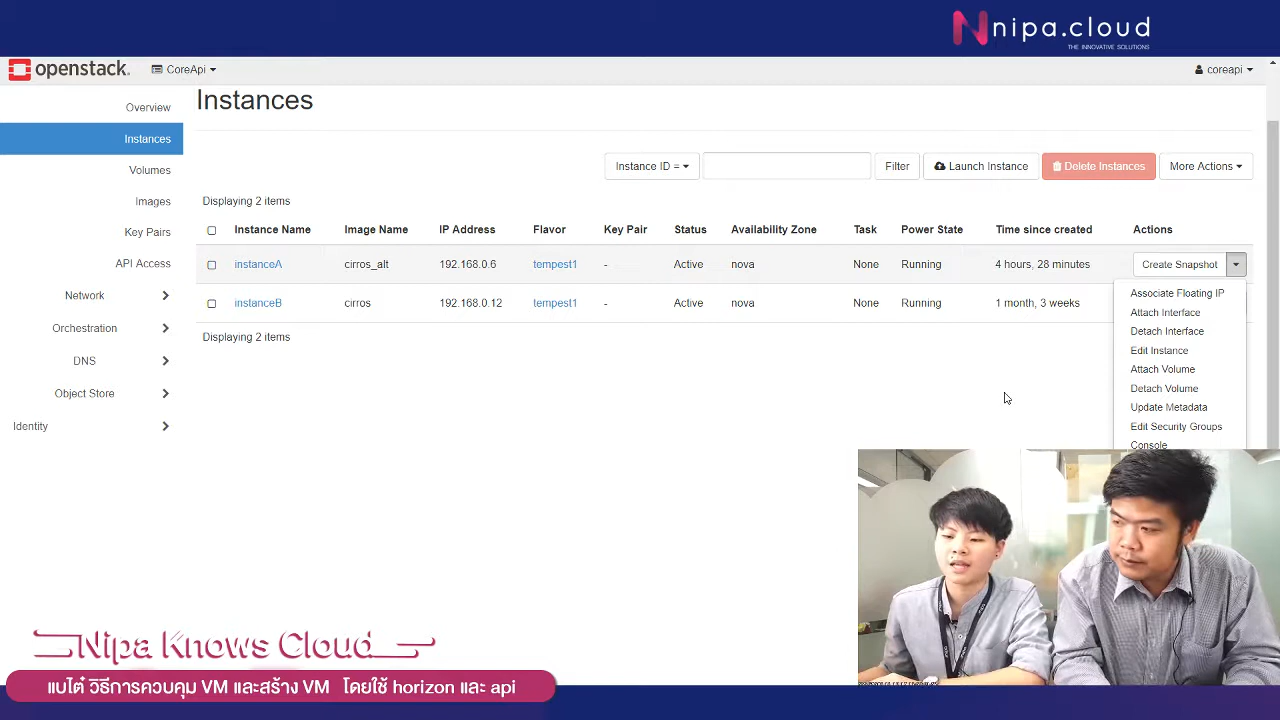 nipa.cloud
THE INNOVATIVE SOLUTIONS
openstack.
CoreApi
coreapi
Overview
Instances
Volumes
Images
Key Pairs
API Access
Network
Orchestration
DNS
Object Store
Identity
Instances
Instance ID =
Filter
Launch Instance
Delete Instances
More Actions
Displaying 2 items
Instance Name Image Name IP Address Flavor Key Pair Status Availability Zone Task Power State Time since created Actions
instanceA cirros_alt 192.168.0.6 tempest1 - Active nova None Running 4 hours, 28 minutes Create Snapshot
instanceB cirros 192.168.0.12 tempest1 - Active nova None Running 1 month, 3 weeks
Displaying 2 items
Associate Floating IP
Attach Interface
Detach Interface
Edit Instance
Attach Volume
Detach Volume
Update Metadata
Edit Security Groups
Console
Nipa Knows Cloud
แบไต๋ วิธีการควบคุม VM และสร้าง VM โดยใช้ horizon และ api